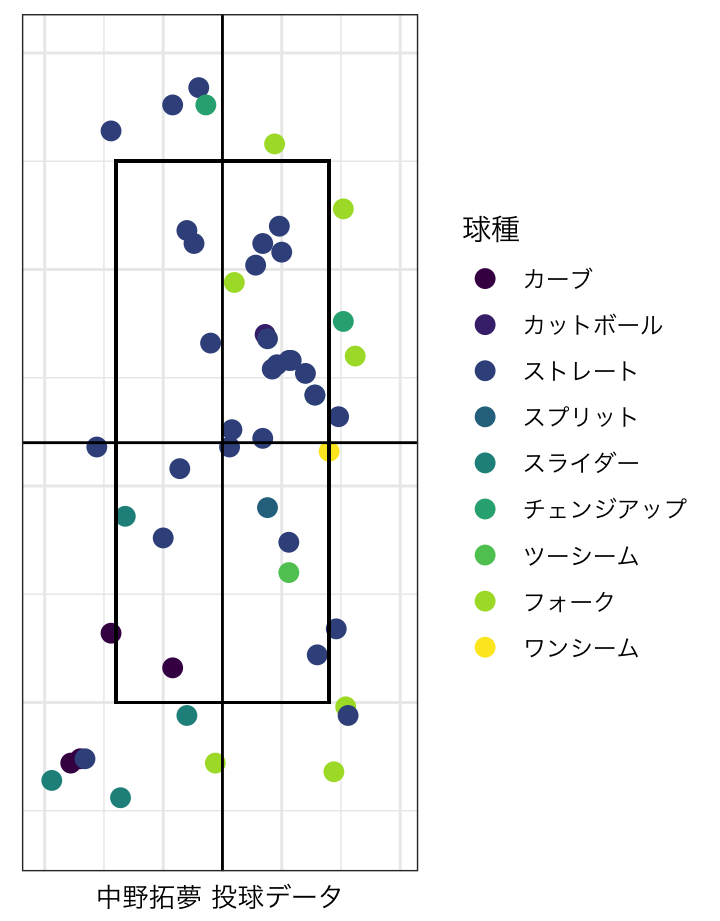 球種
カーブ
カットボール
ストレート
スプリット
スライダー
チェンジアップ
ツーシーム
フォーク
ワンシーム
中野拓夢 投球データ